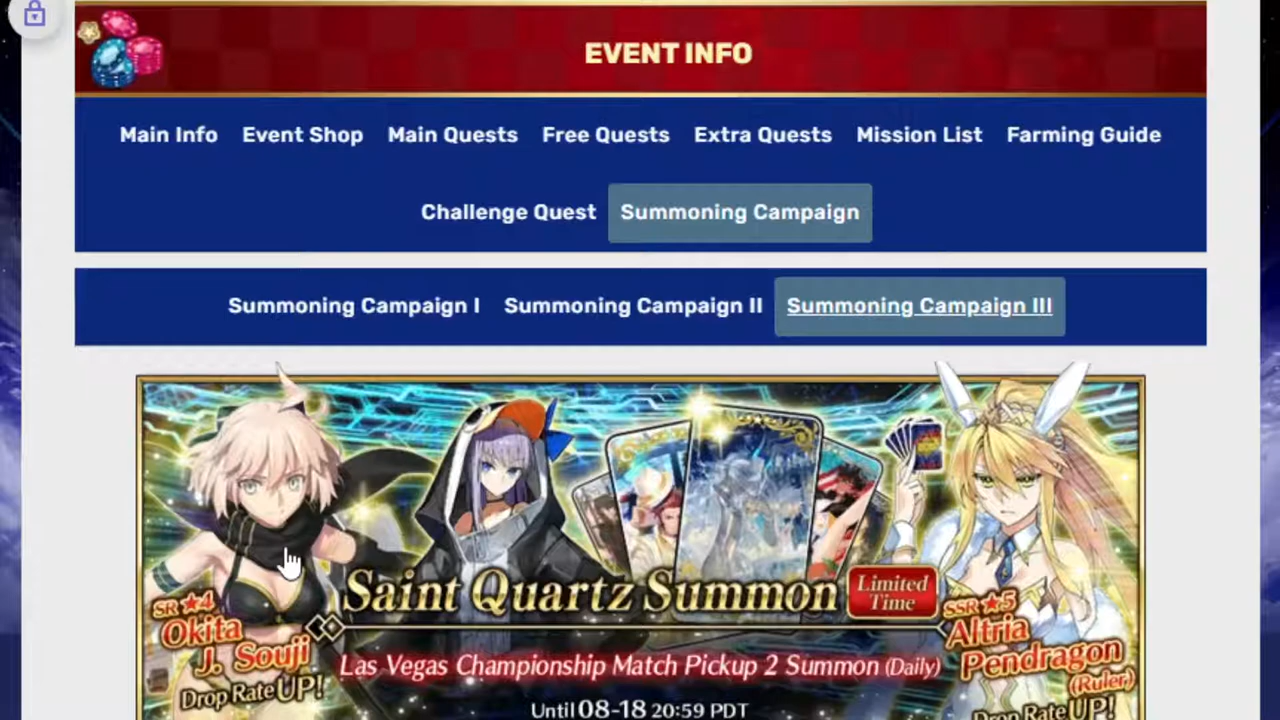 EVENT INFO
Main Info Event Shop Main Quests Free Quests Extra Quests Mission List Farming Guide
Challenge Quest Summoning Campaign
Summoning Campaign I Summoning Campaign II Summoning Campaign III
Saint Quartz Summon
Limited
Time
SR ★4
Okita
J. Souji
Drop Rate UP!
SSR ★5
Altria
Pendragon
(Ruler)
Drop Rate UP!
Las Vegas Championship Match Pickup 2 Summon (Daily)
Until 08-18 20:59 PDT